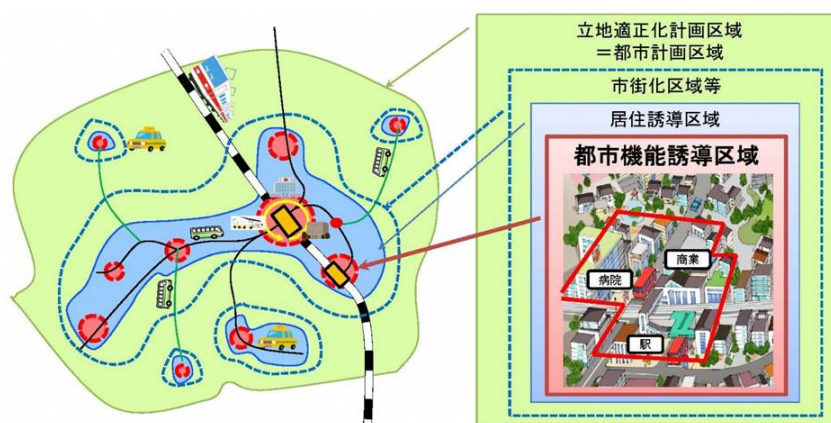 立地適正化計画区域
＝都市計画区域
市街化区域等
居住誘導区域
都市機能誘導区域
商業
病院
駅